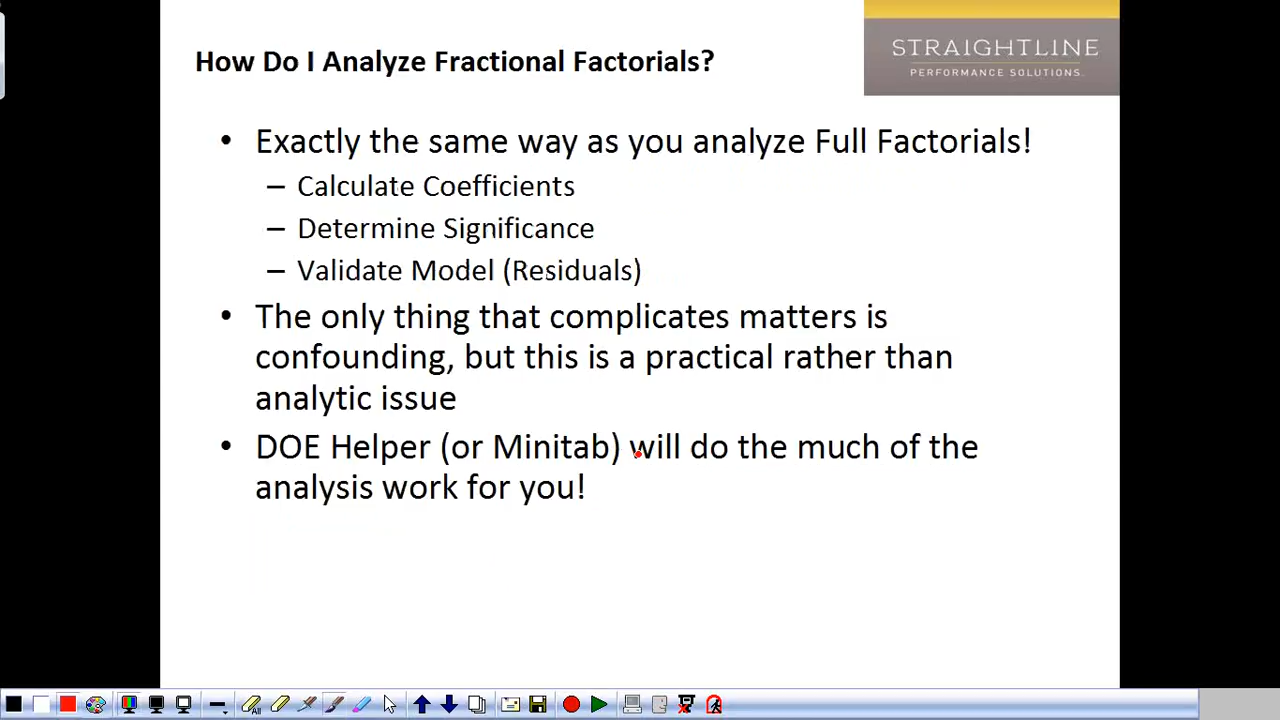 How Do I Analyze Fractional Factorials?
STRAIGHTLINE
PERFORMANCE SOLUTIONS.
• Exactly the same way as you analyze Full Factorials!
– Calculate Coefficients
– Determine Significance
– Validate Model (Residuals)
• The only thing that complicates matters is
confounding, but this is a practical rather than
analytic issue
• DOE Helper (or Minitab) will do the much of the
analysis work for you!
All